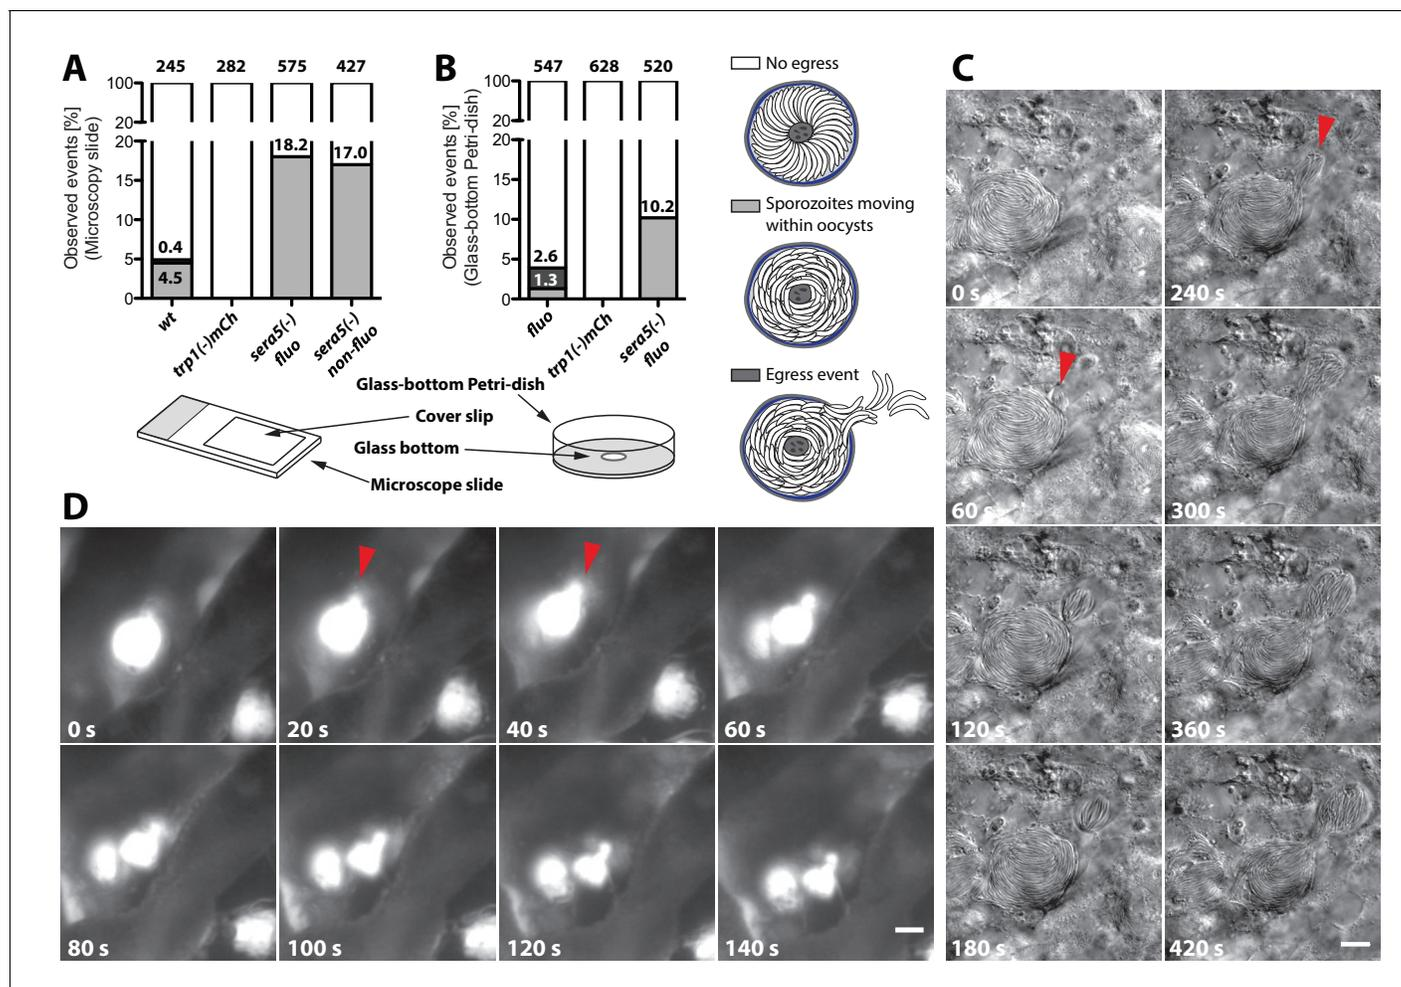 A
245 282 575 427
100
20
20
15
10
5
0
Observed events [%]
(Microscopy slide)
0.4
4.5
18.2
17.0
wt
trp1(-)mCh
sera5(-)
fluo
sera5(-)
non-fluo
B
547 628 520
100
20
20
15
10
5
0
Observed events [%]
(Glass-bottom Petri-dish)
2.6
1.3
10.2
fluo
trp1(-)mCh
sera5(-)
fluo
No egress
Sporozoites moving
within oocysts
Egress event
Glass-bottom Petri-dish
Cover slip
Glass bottom
Microscope slide
C
0 s
240 s
60 s
300 s
120 s
360 s
180 s
420 s
D
0 s
20 s
40 s
60 s
80 s
100 s
120 s
140 s